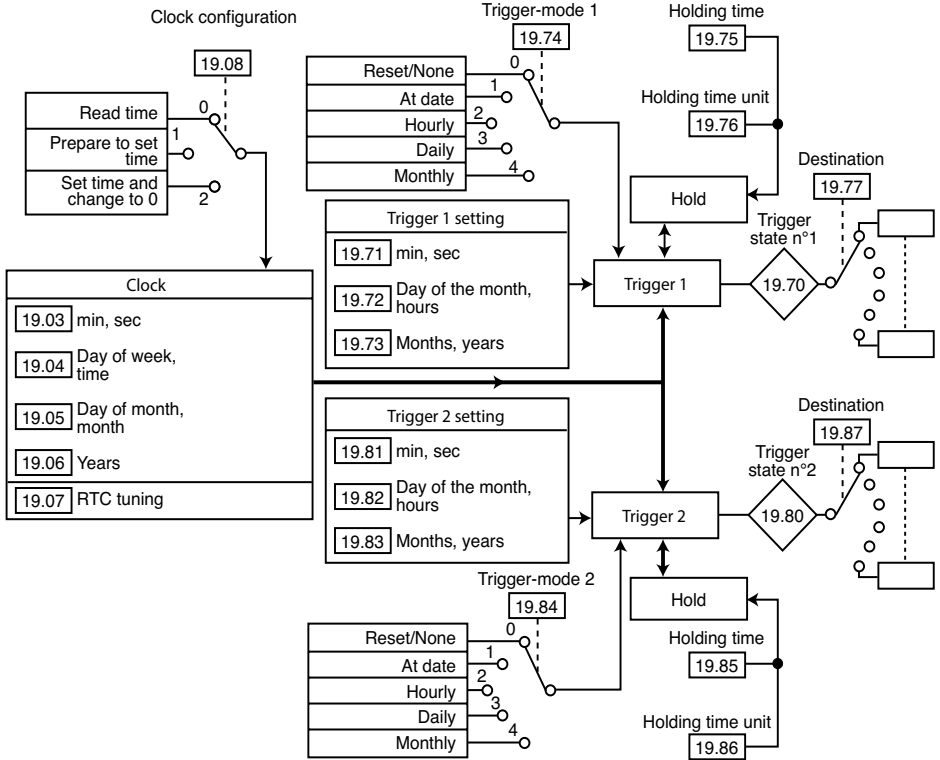 Clock configuration
19.08
Read time
0
Prepare to set
time
1
Set time and
change to 0
2
Trigger-mode 1
19.74
Reset/None
0
At date
1
Hourly
2
Daily
3
Monthly
4
Holding time
19.75
Holding time unit
19.76
Hold
Destination
19.77
Trigger
state n°1
19.70
Trigger 1
Trigger 1 setting
19.71 min, sec
19.72 Day of the month,
hours
19.73 Months, years
Clock
19.03 min, sec
19.04 Day of week,
time
19.05 Day of month,
month
19.06 Years
19.07 RTC tuning
Trigger 2 setting
19.81 min, sec
19.82 Day of the month,
hours
19.83 Months, years
Trigger 2
Destination
19.87
Trigger
state n°2
19.80
Hold
Holding time
19.85
Holding time unit
19.86
Trigger-mode 2
19.84
Reset/None
0
At date
1
Hourly
2
Daily
3
Monthly
4